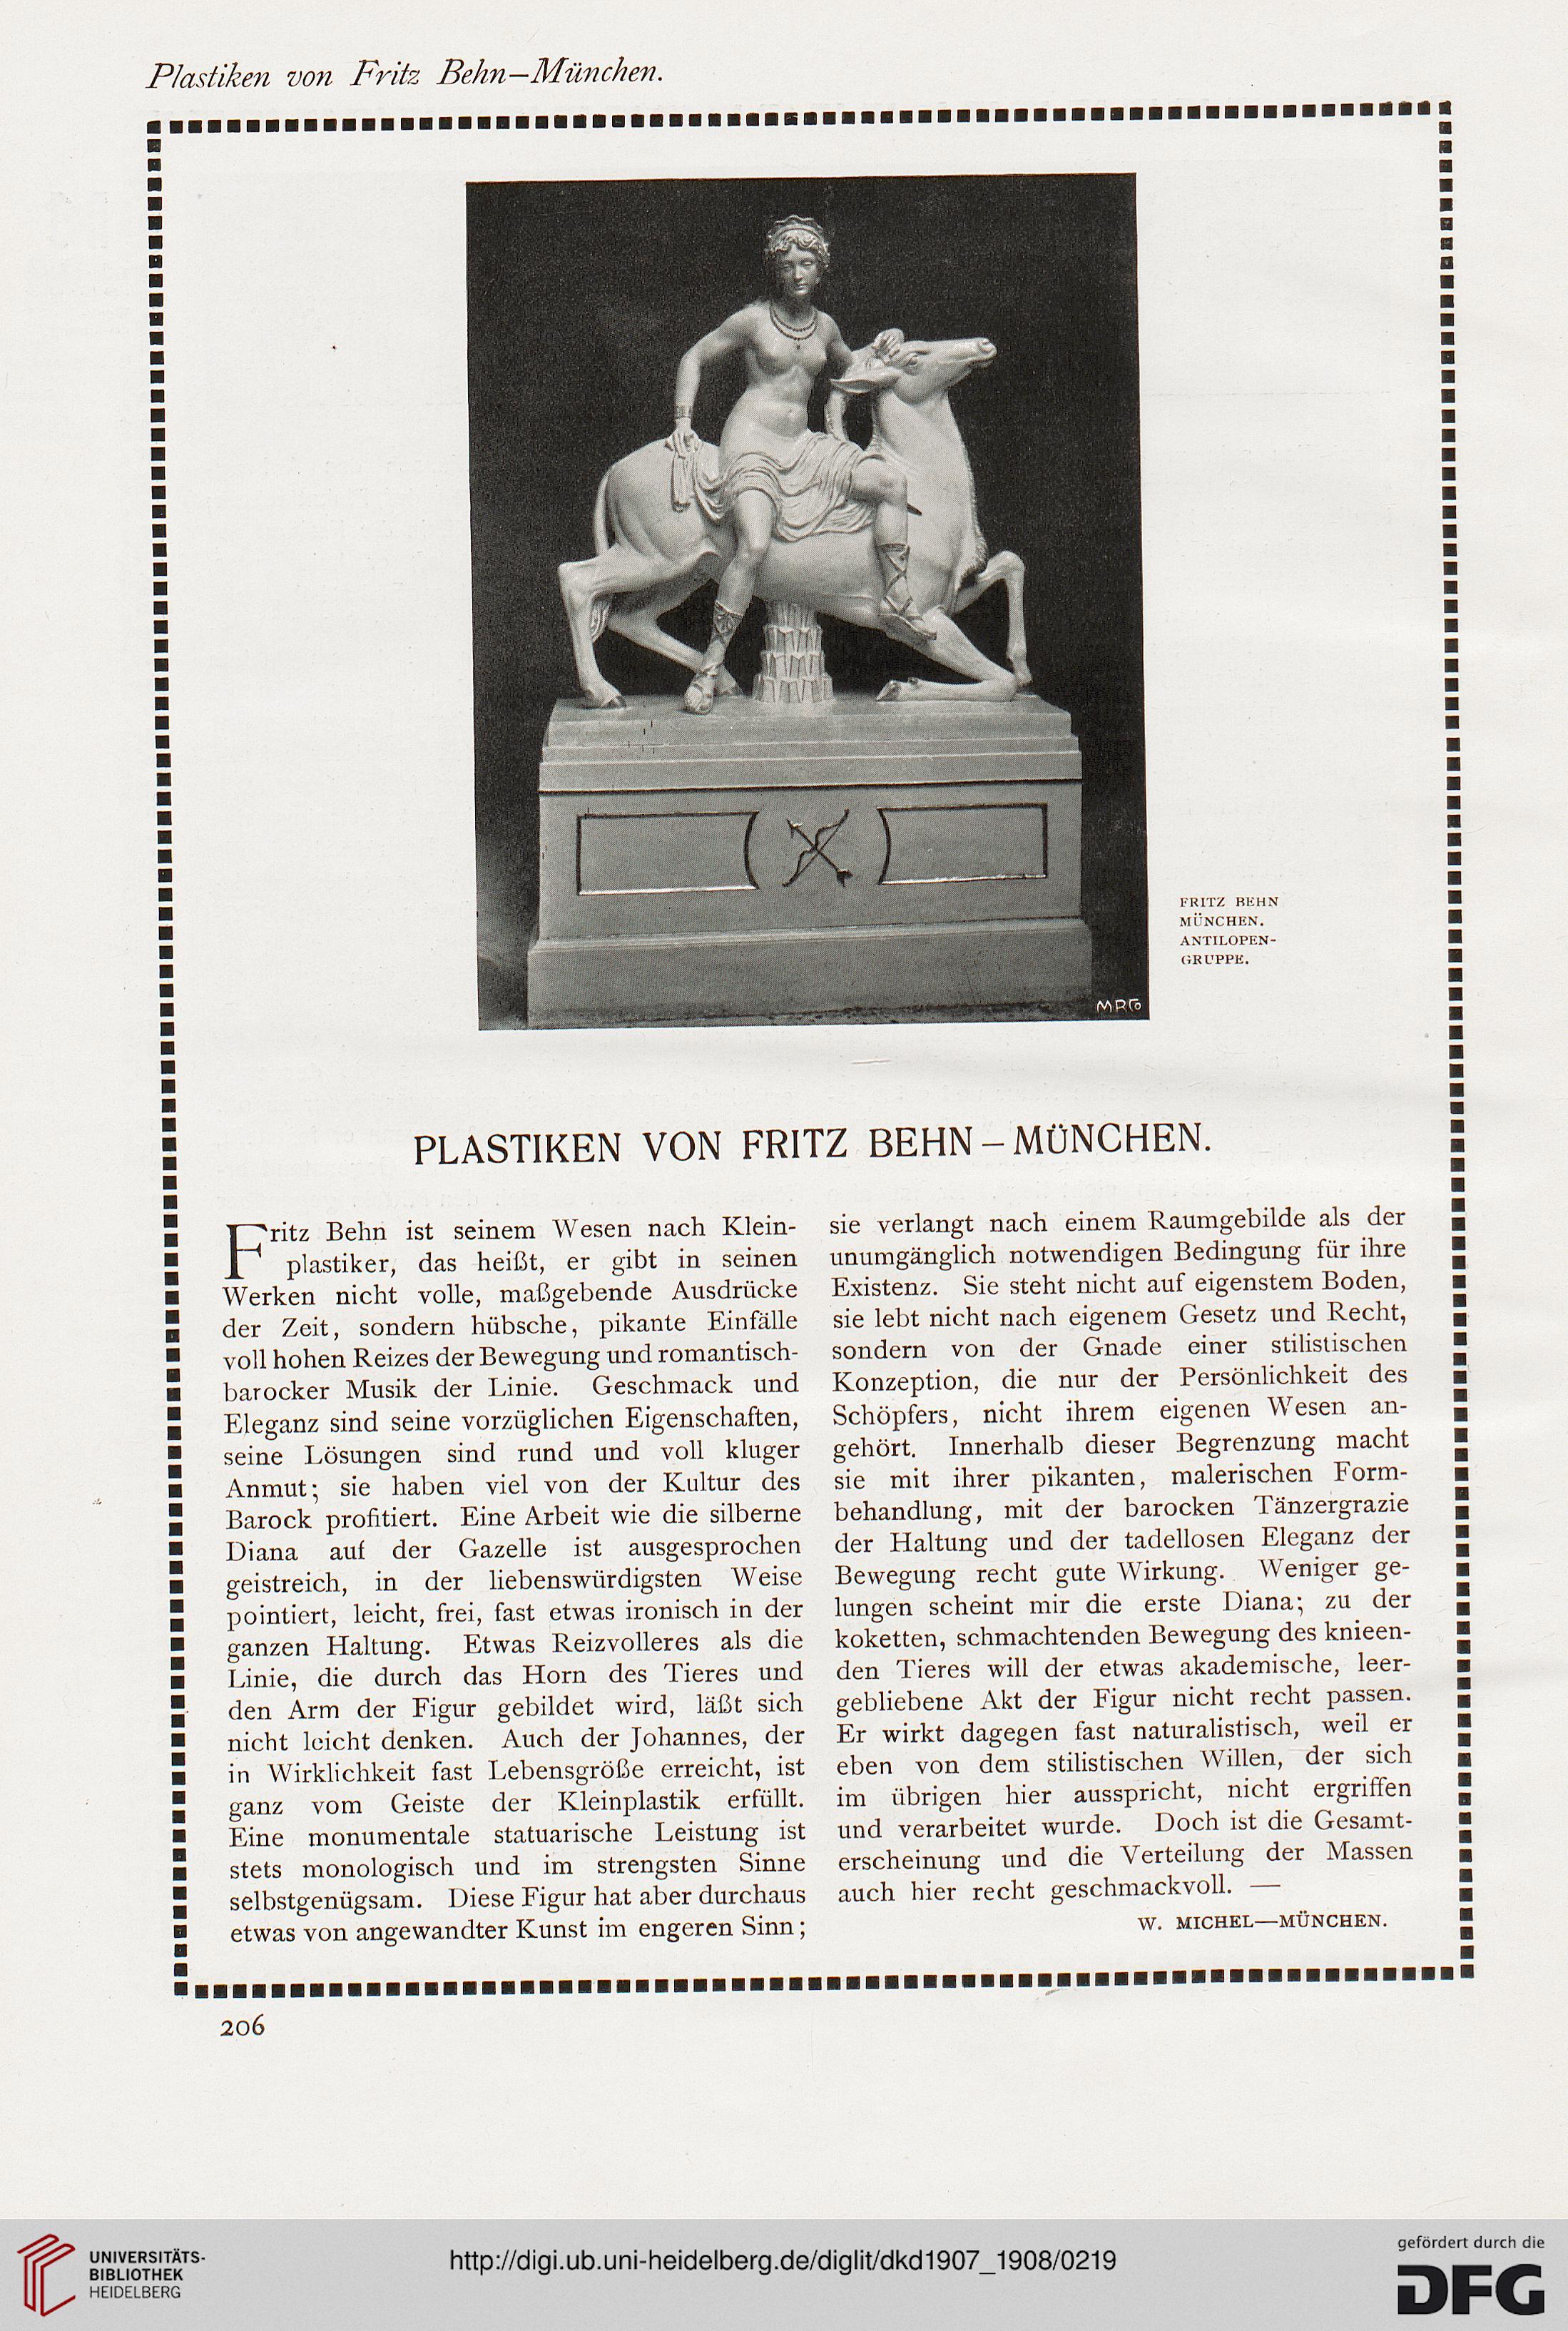 Plastiken von Fritz Behn—München.
MRCo
FRITZ BEHN
MÜNCHEN.
ANTILOPEN-
GRUPPE.
PLASTIKEN VON FRITZ BEHN – MÜNCHEN.
Fritz Behn ist seinem Wesen nach Klein-
plastiker, das heißt, er gibt in seinen
Werken nicht volle, maßgebende Ausdrücke
der Zeit, sondern hübsche, pikante Einfälle
voll hohen Reizes der Bewegung und romantisch-
barocker Musik der Linie. Geschmack und
Eleganz sind seine vorzüglichen Eigenschaften,
seine Lösungen sind rund und voll kluger
Anmut; sie haben viel von der Kultur des
Barock profitiert. Eine Arbeit wie die silberne
Diana auf der Gazelle ist ausgesprochen
geistreich, in der liebenswürdigsten Weise
pointiert, leicht, frei, fast etwas ironisch in der
ganzen Haltung. Etwas Reizvolleres als die
Linie, die durch das Horn des Tieres und
den Arm der Figur gebildet wird, läßt sich
nicht leicht denken. Auch der Johannes, der
in Wirklichkeit fast Lebensgröße erreicht, ist
ganz vom Geiste der Kleinplastik erfüllt.
Eine monumentale statuarische Leistung ist
stets monologisch und im strengsten Sinne
selbstgenügsam. Diese Figur hat aber durchaus
etwas von angewandter Kunst im engeren Sinn;
sie verlangt nach einem Raumgebilde als der
unumgänglich notwendigen Bedingung für ihre
Existenz. Sie steht nicht auf eigenstem Boden,
sie lebt nicht nach eigenem Gesetz und Recht,
sondern von der Gnade einer stilistischen
Konzeption, die nur der Persönlichkeit des
Schöpfers, nicht ihrem eigenen Wesen an-
gehört. Innerhalb dieser Begrenzung macht
sie mit ihrer pikanten, malerischen Form-
behandlung, mit der barocken Tänzergrazie
der Haltung und der tadellosen Eleganz der
Bewegung recht gute Wirkung. Weniger ge-
lungen scheint mir die erste Diana; zu der
koketten, schmachtenden Bewegung des knieen-
den Tieres will der etwas akademische, leer-
gebliebene Akt der Figur nicht recht passen.
Er wirkt dagegen fast naturalistisch, weil er
eben von dem stilistischen Willen, der sich
im übrigen hier ausspricht, nicht ergriffen
und verarbeitet wurde. Doch ist die Gesamt-
erscheinung und die Verteilung der Massen
auch hier recht geschmackvoll. —
W. MICHEL—MÜNCHEN.
206
UNIVERSITÄTS-
BIBLIOTHEK
HEIDELBERG
http://digi.ub.uni-heidelberg.de/diglit/dkd1907_1908/0219
gefördert durch die
DFG